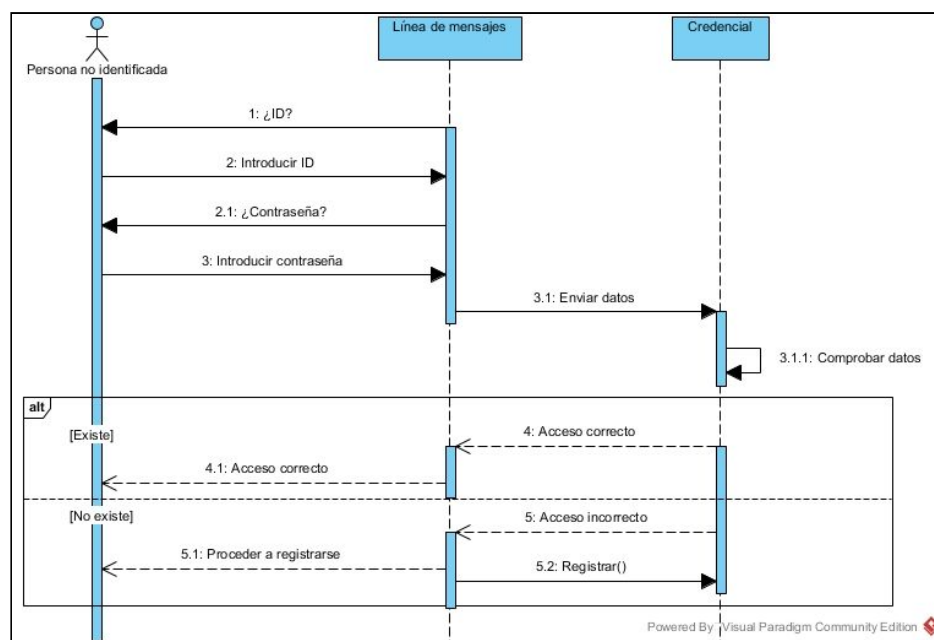 Línea de mensajes
Credencial
Persona no identificada
1: ¿ID?
2: Introducir ID
2.1: ¿Contraseña?
3: Introducir contraseña
3.1: Enviar datos
3.1.1: Comprobar datos
alt
[Existe]
4: Acceso correcto
4.1: Acceso correcto
[No existe]
5: Acceso incorrecto
5.1: Proceder a registrarse
5.2: Registrar()
Powered By Visual Paradigm Community Edition